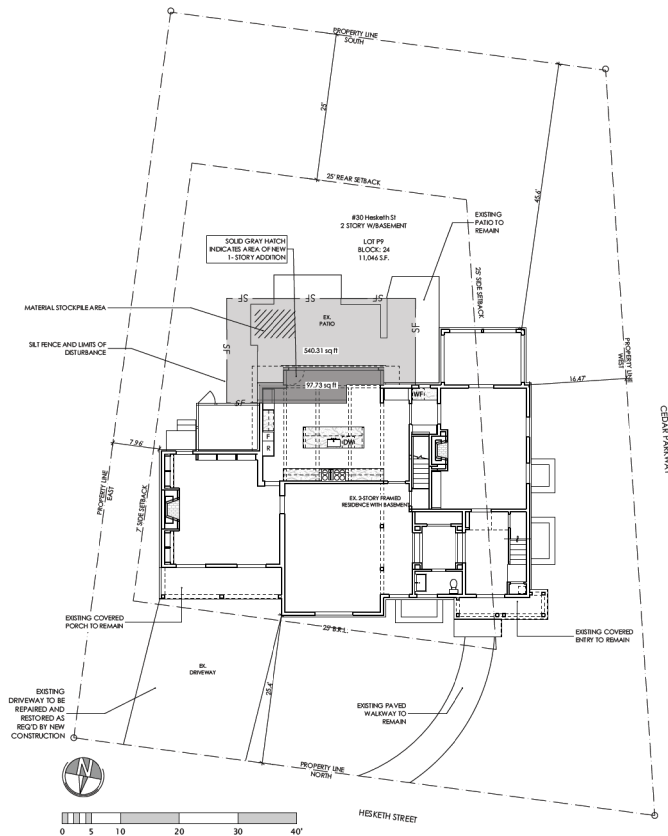 PROPERTY LINE
SOUTH
25'
45.6'
25' REAR SETBACK
#30 Hesketh St
2 STORY W/BASEMENT
LOT P9
BLOCK: 24
11,046 S.F.
EXISTING
PATIO TO
REMAIN
SOLID GRAY HATCH
INDICATES AREA OF NEW
1- STORY ADDITION
25' SIDE SETBACK
SF
SF
SF
MATERIAL STOCKPILE AREA
EX.
PATIO
SILT FENCE AND LIMITS OF
DISTURBANCE
SF
SF
540.31 sq ft
PROPERTY LINE
WEST
97.73 sq ft
16.47'
SF
WF
CEDAR PARKWAY
F
R
DW
7.96'
PROPERTY LINE
EAST
7' SIDE SETBACK
EX. 2-STORY FRAMED
RESIDENCE WITH BASEMENT
EXISTING COVERED
PORCH TO REMAIN
25' B.R.L.
EXISTING COVERED
ENTRY TO REMAIN
EX.
DRIVEWAY
25.4'
EXISTING
DRIVEWAY TO BE
REPAIRED AND
RESTORED AS
REQ'D BY NEW
CONSTRUCTION
EXISTING PAVED
WALKWAY TO
REMAIN
PROPERTY LINE
NORTH
N
HESKETH STREET
0 5 10 20 30 40'